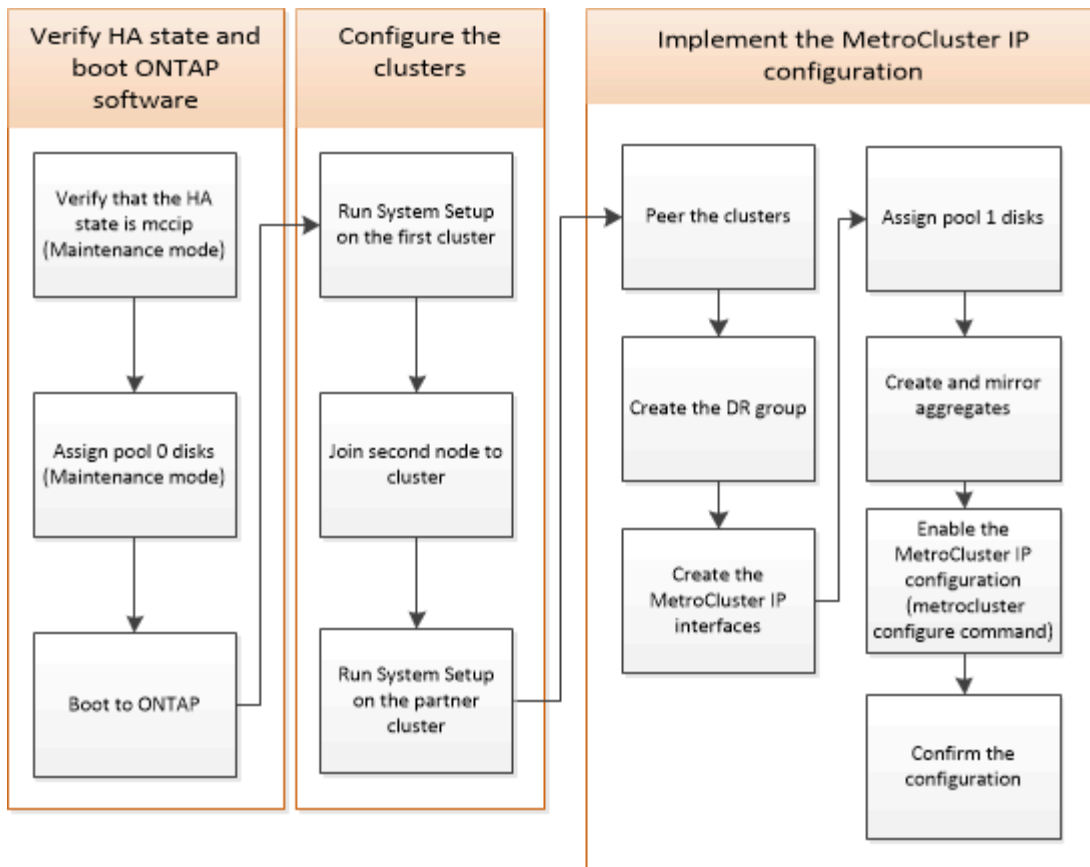 Verify HA state and
boot ONTAP
software
Verify that the HA
state is mccip
(Maintenance mode)
Assign pool 0 disks
(Maintenance mode)
Boot to ONTAP
Configure the
clusters
Run System Setup
on the first cluster
Join second node to
cluster
Run System Setup
on the partner
cluster
Implement the MetroCluster IP
configuration
Peer the clusters
Create the DR group
Create the
MetroCluster IP
interfaces
Assign pool 1 disks
Create and mirror
aggregates
Enable the
MetroCluster IP
configuration
(metrocluster
configure command)
Confirm the
configuration